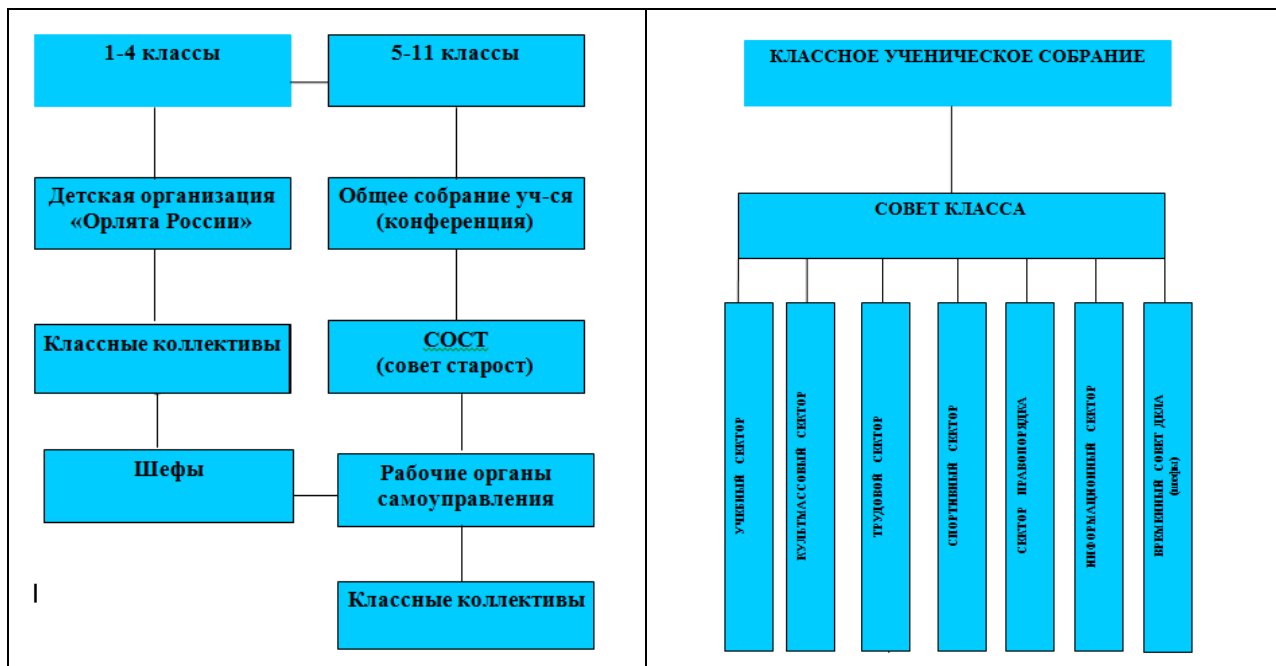 1-4 классы
5-11 классы
Детская организация
«Орлята России»
Общее собрание уч-ся
(конференция)
Классные коллективы
СОСТ
(совет старост)
Шефы
Рабочие органы
самоуправления
Классные коллективы
КЛАССНОЕ УЧЕНИЧЕСКОЕ СОБРАНИЕ
СОВЕТ КЛАССА
УЧЕБНЫЙ СЕКТОР
КУЛЬТМАССОВЫЙ СЕКТОР
ТРУДОВОЙ СЕКТОР
СПОРТИВНЫЙ СЕКТОР
СЕКТОР ПРАВОПОРЯДКА
ИНФОРМАЦИОННЫЙ СЕКТОР
ВРЕМЕННЫЙ СОВЕТ ДЕЛА
(шефы)